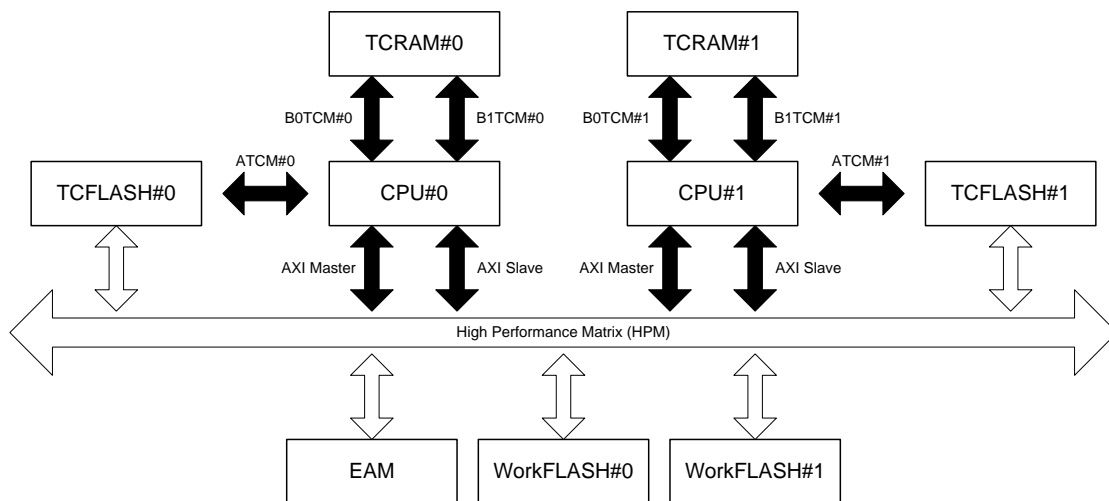 TCRAM#0
TCRAM#1
B0TCM#0
B1TCM#0
B0TCM#1
B1TCM#1
ATCM#0
ATCM#1
TCFLASH#0
CPU#0
CPU#1
TCFLASH#1
AXI Master
AXI Slave
AXI Master
AXI Slave
High Performance Matrix (HPM)
EAM
WorkFLASH#0
WorkFLASH#1